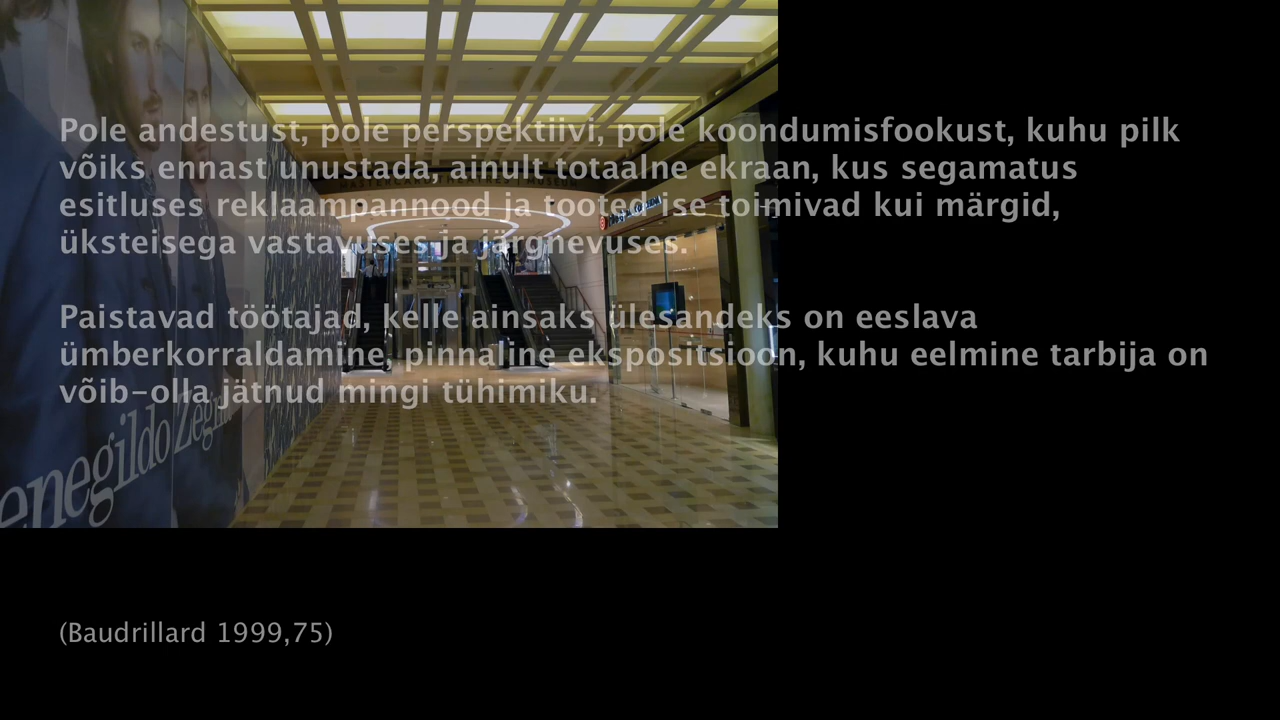 Pole andestust, pole perspektiivi, pole koondumisfookust, kuhu pilk
võiks ennast unustada, ainult totaalne ekraan, kus segamatus
esitluses reklaampannood ja tooted ise toimivad kui märgid,
üksteisega vastavuses ja järgnevuses.
Paistavad töötajad, kelle ainsaks ülesandeks on eeslava
ümberkorraldamine, pinnaline ekspositsioon, kuhu eelmine tarbija on
võib-olla jätnud mingi tühimiku.
enegildo Zegn
(Baudrillard 1999,75)